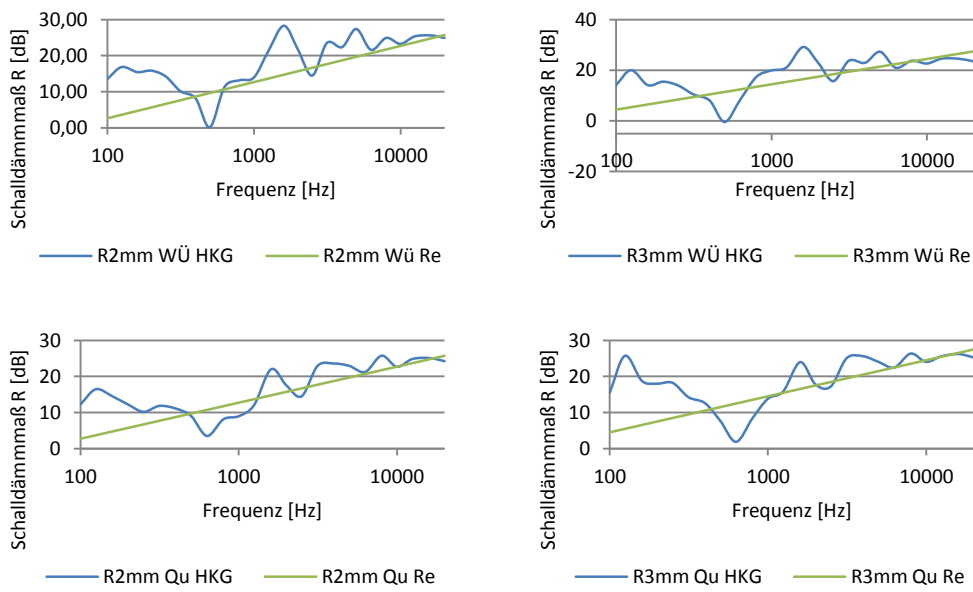 Schalldämmmaß R [dB]
30,00
20,00
10,00
0,00
100 1000 10000
Frequenz [Hz]
R2mm WÜ HKG R2mm Wü Re
Schalldämmmaß R [dB]
40
20
0
-20
100 1000 10000
Frequenz [Hz]
R3mm WÜ HKG R3mm Wü Re
Schalldämmmaß R [dB]
30
20
10
0
100 1000 10000
Frequenz [Hz]
R2mm Qu HKG R2mm Qu Re
Schalldämmmaß R [dB]
30
20
10
0
100 1000 10000
Frequenz [Hz]
R3mm Qu HKG R3mm Qu Re